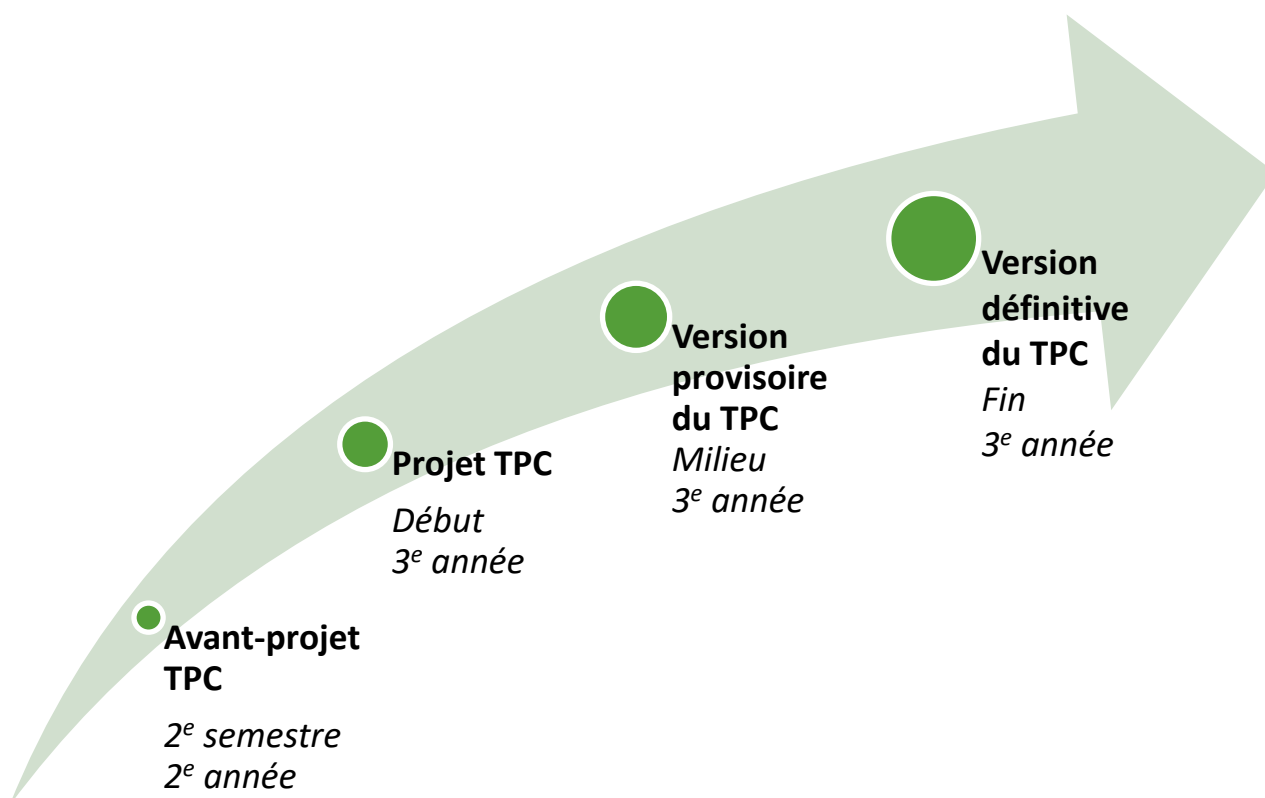 Avant-projet
TPC
2e semestre
2e année
Projet TPC
Début
3e année
Version
provisoire
du TPC
Milieu
3e année
Version
définitive
du TPC
Fin
3e année